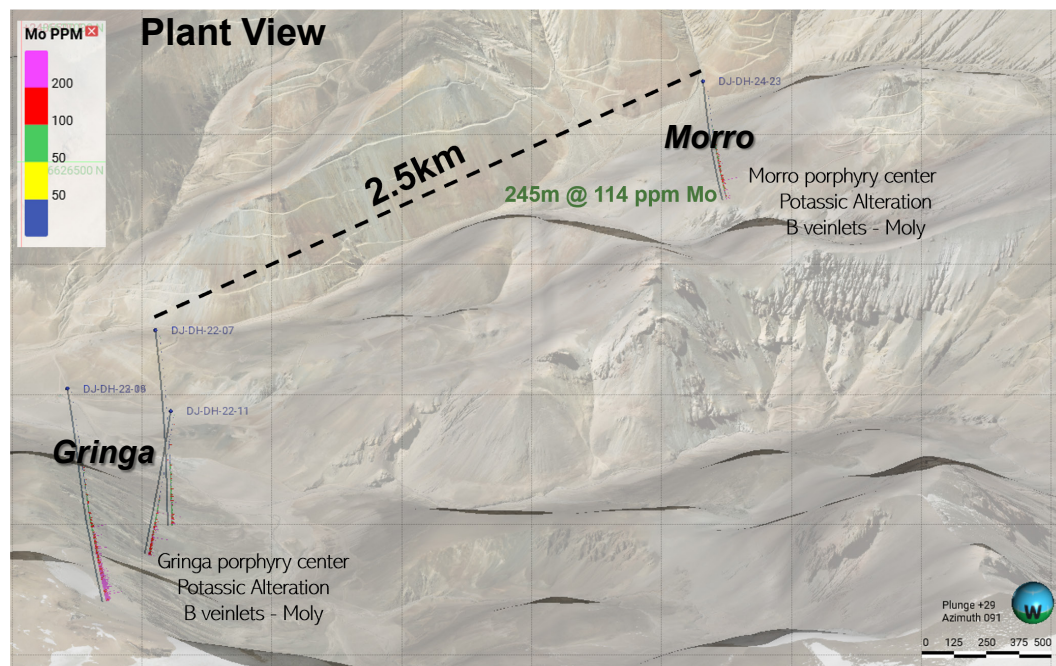 Mo PPM
Plant View
200
100
50
6626500 N
50
DJ-DH-24-23
Morro
2.5km
245m @ 114 ppm Mo
Morro porphyry center
Potassic Alteration
B veinlets - Moly
DJ-DH-22-07
DJ-DH-22-11
Gringa
Gringa porphyry center
Potassic Alteration
B veinlets - Moly
W
Plunge +29
Azimuth 091
0 125 250 375 500